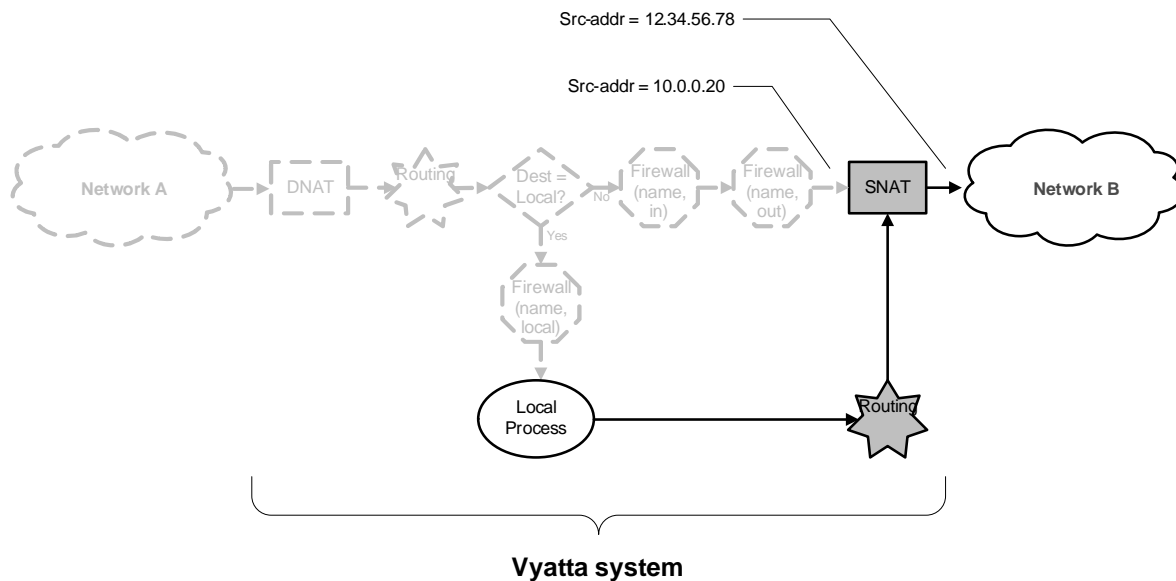 Src-addr = 12.34.56.78
Src-addr = 10.0.0.20
Network A
DNAT
Routing
Dest =
Local?
No
Yes
Firewall
(name,
in)
Firewall
(name,
out)
SNAT
Network B
Firewall
(name,
local)
Local
Process
Routing
Vyatta system